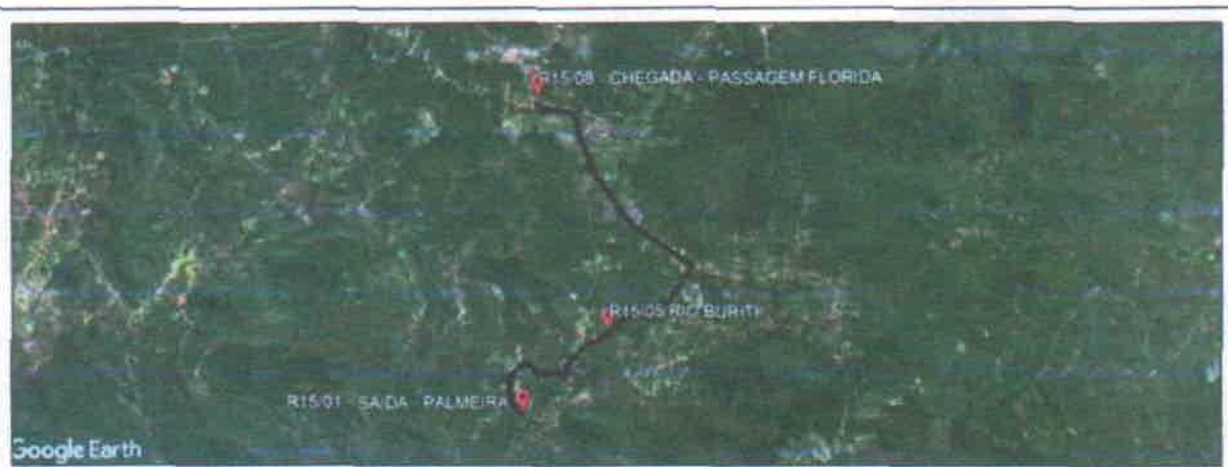 R15/08 - CHEGADA - PASSAGEM FLORIDA
R15/05 RIO BURITI
R15/01 - SAIDA - PALMEIRA
Google Earth